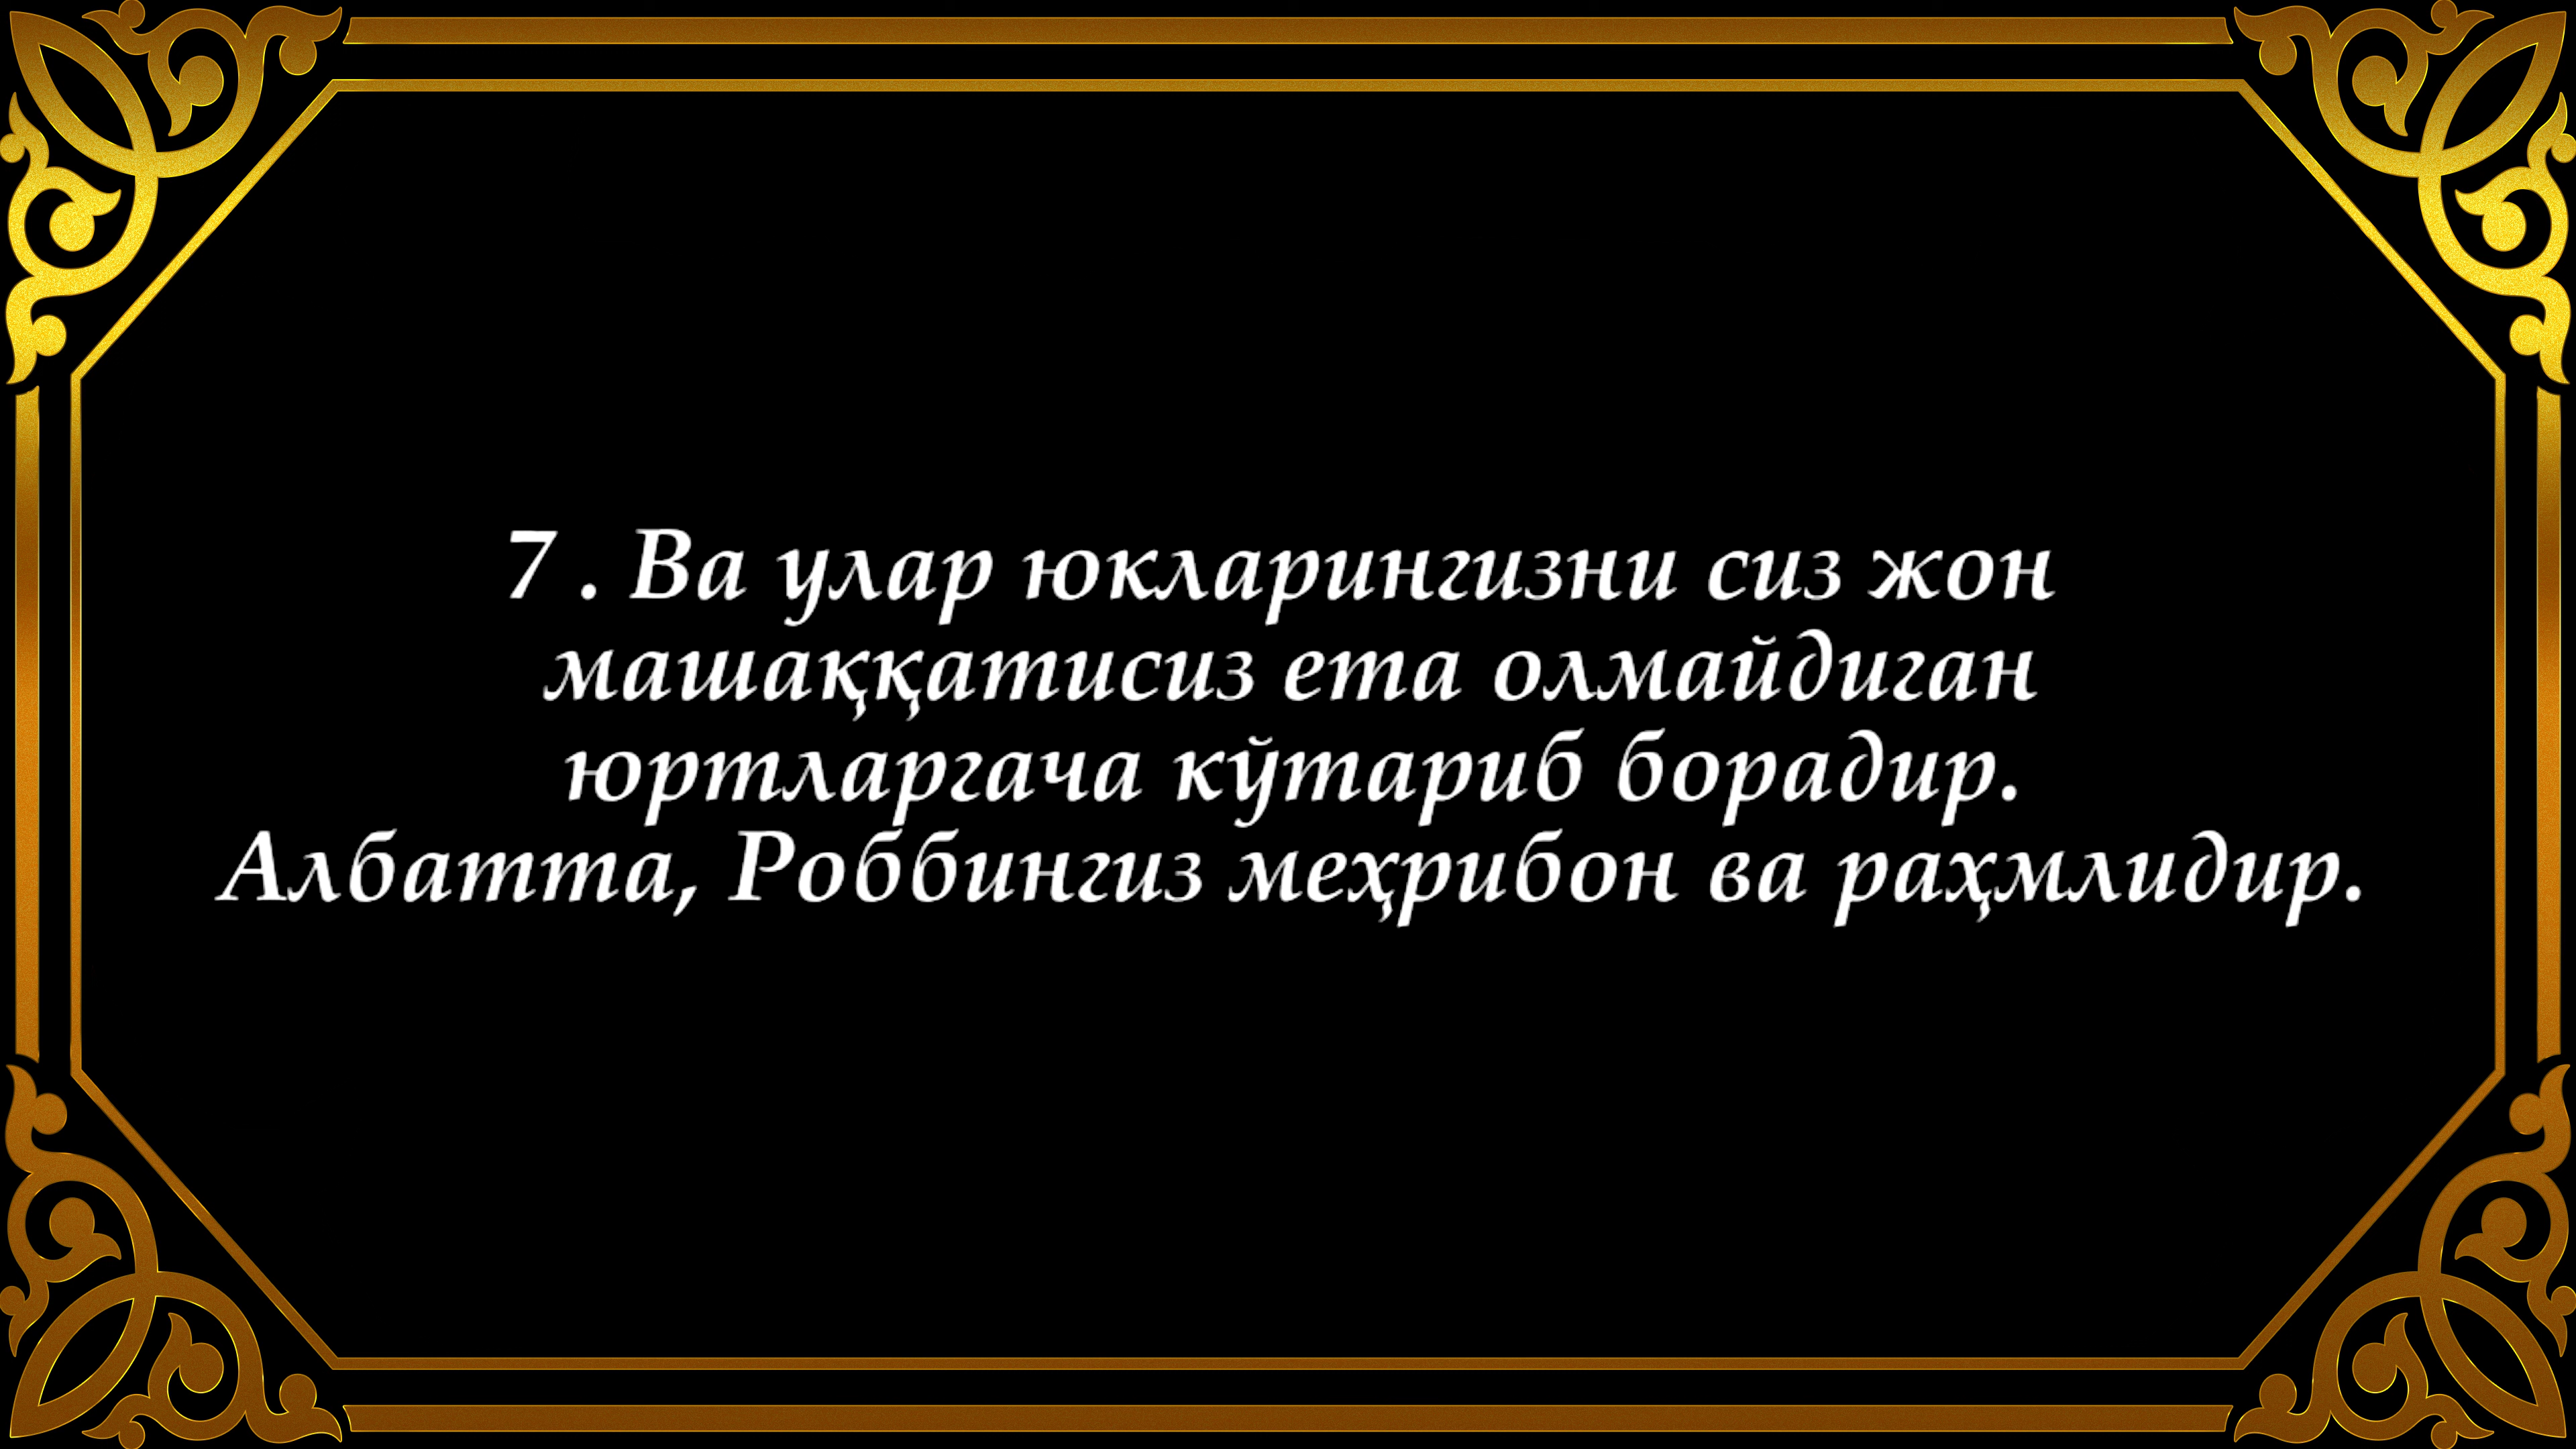 7 . Ва улар юкларингизни сиз жон
машаққатисиз ета олмайдиган
юртларгача кўтариб борадир.
Албатта, Роббингиз меҳрибон ва раҳмлидир.